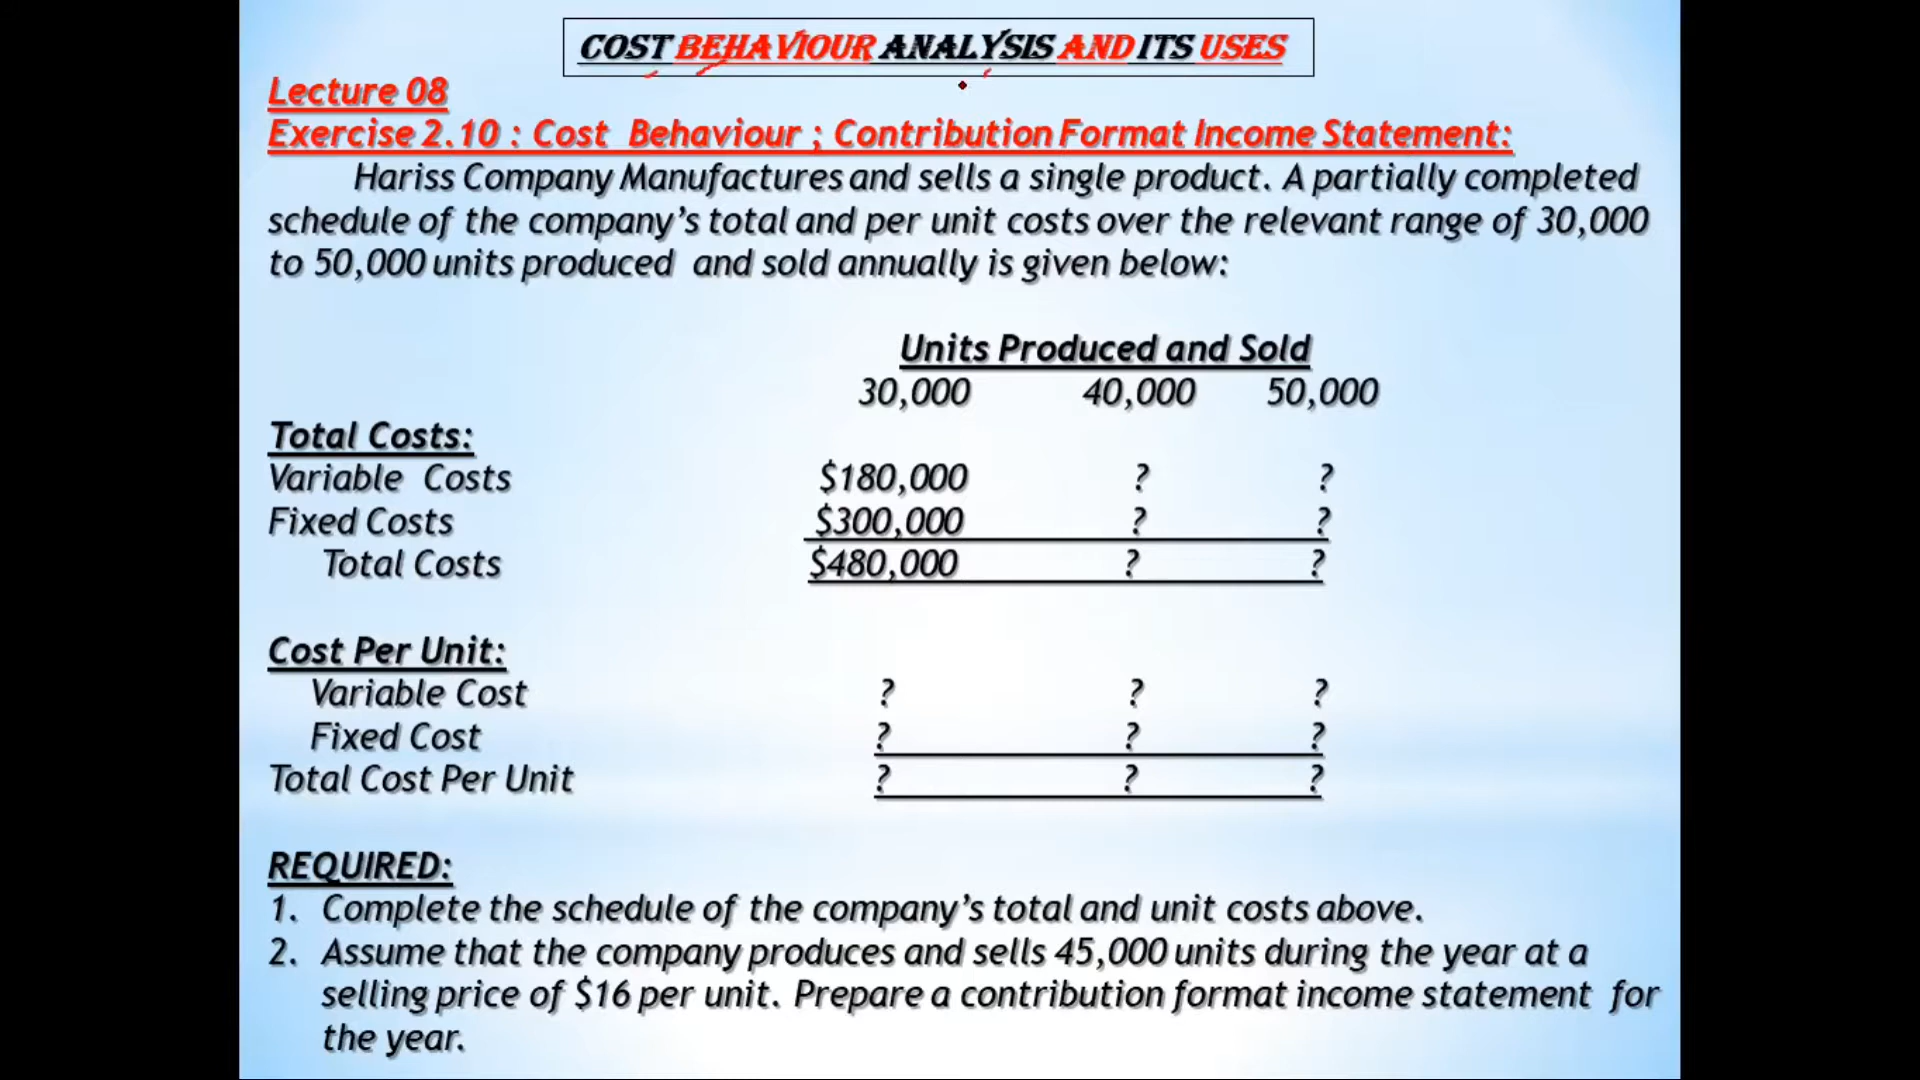 COST BEHAVIOUR ANALYSIS AND ITS USES
Lecture 08
Exercise 2.10 : Cost Behaviour ; Contribution Format Income Statement:
Hariss Company Manufactures and sells a single product. A partially completed
schedule of the company's total and per unit costs over the relevant range of 30,000
to 50,000 units produced and sold annually is given below:
Units Produced and Sold
30,000 40,000 50,000
Total Costs:
Variable Costs $180,000 ? ?
Fixed Costs $300,000 ? ?
Total Costs $480,000 ? ?
Cost Per Unit:
Variable Cost ? ? ?
Fixed Cost ? ? ?
Total Cost Per Unit ? ? ?
REQUIRED:
1. Complete the schedule of the company's total and unit costs above.
2. Assume that the company produces and sells 45,000 units during the year at a
selling price of $16 per unit. Prepare a contribution format income statement for
the year.